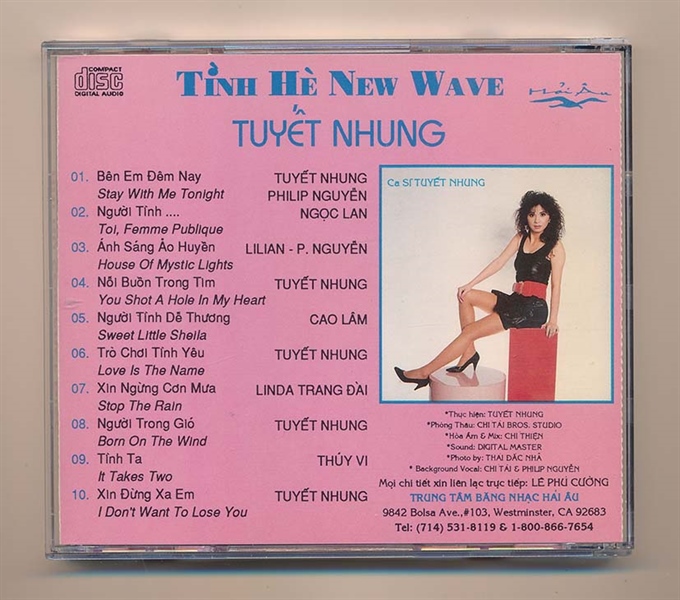 COMPACT
disc
DIGITAL AUDIO
TÌNH HÈ NEW WAVE
Hải Âu
TUYẾT NHUNG
01. Bên Em Đêm Nay TUYẾT NHUNG
Stay With Me Tonight PHILIP NGUYỄN
02. Người Tình .... NGỌC LAN
Toi, Femme Publique
03. Ánh Sáng Ảo Huyền LILIAN - P. NGUYỄN
House Of Mystic Lights
04. Nỗi Buồn Trong Tim TUYẾT NHUNG
You Shot A Hole In My Heart
05. Người Tình Dễ Thương CAO LÂM
Sweet Little Sheila
06. Trò Chơi Tình Yêu TUYẾT NHUNG
Love Is The Name
07. Xin Ngừng Cơn Mưa LINDA TRANG ĐÀI
Stop The Rain
08. Người Trong Gió TUYẾT NHUNG
Born On The Wind
09. Tình Ta THÚY VI
It Takes Two
10. Xin Đừng Xa Em TUYẾT NHUNG
I Don't Want To Lose You
Ca Sĩ TUYẾT NHUNG
*Thực hiện: TUYẾT NHUNG
*Phòng Thâu: CHÍ TÀI BROS. STUDIO
*Hòa Âm & Mix: CHÍ THIỆN
*Sound: DIGITAL MASTER
*Photo by: THÁI ĐẮC NHÃ
* Background Vocal: CHÍ TÀI & PHILIP NGUYỄN
Mọi chi tiết xin liên lạc trực tiếp: LÊ PHÚ CƯỜNG
TRUNG TÂM BĂNG NHẠC HẢI ÂU
9842 Bolsa Ave.,#103, Westminster, CA 92683
Tel: (714) 531-8119 & 1-800-866-7654